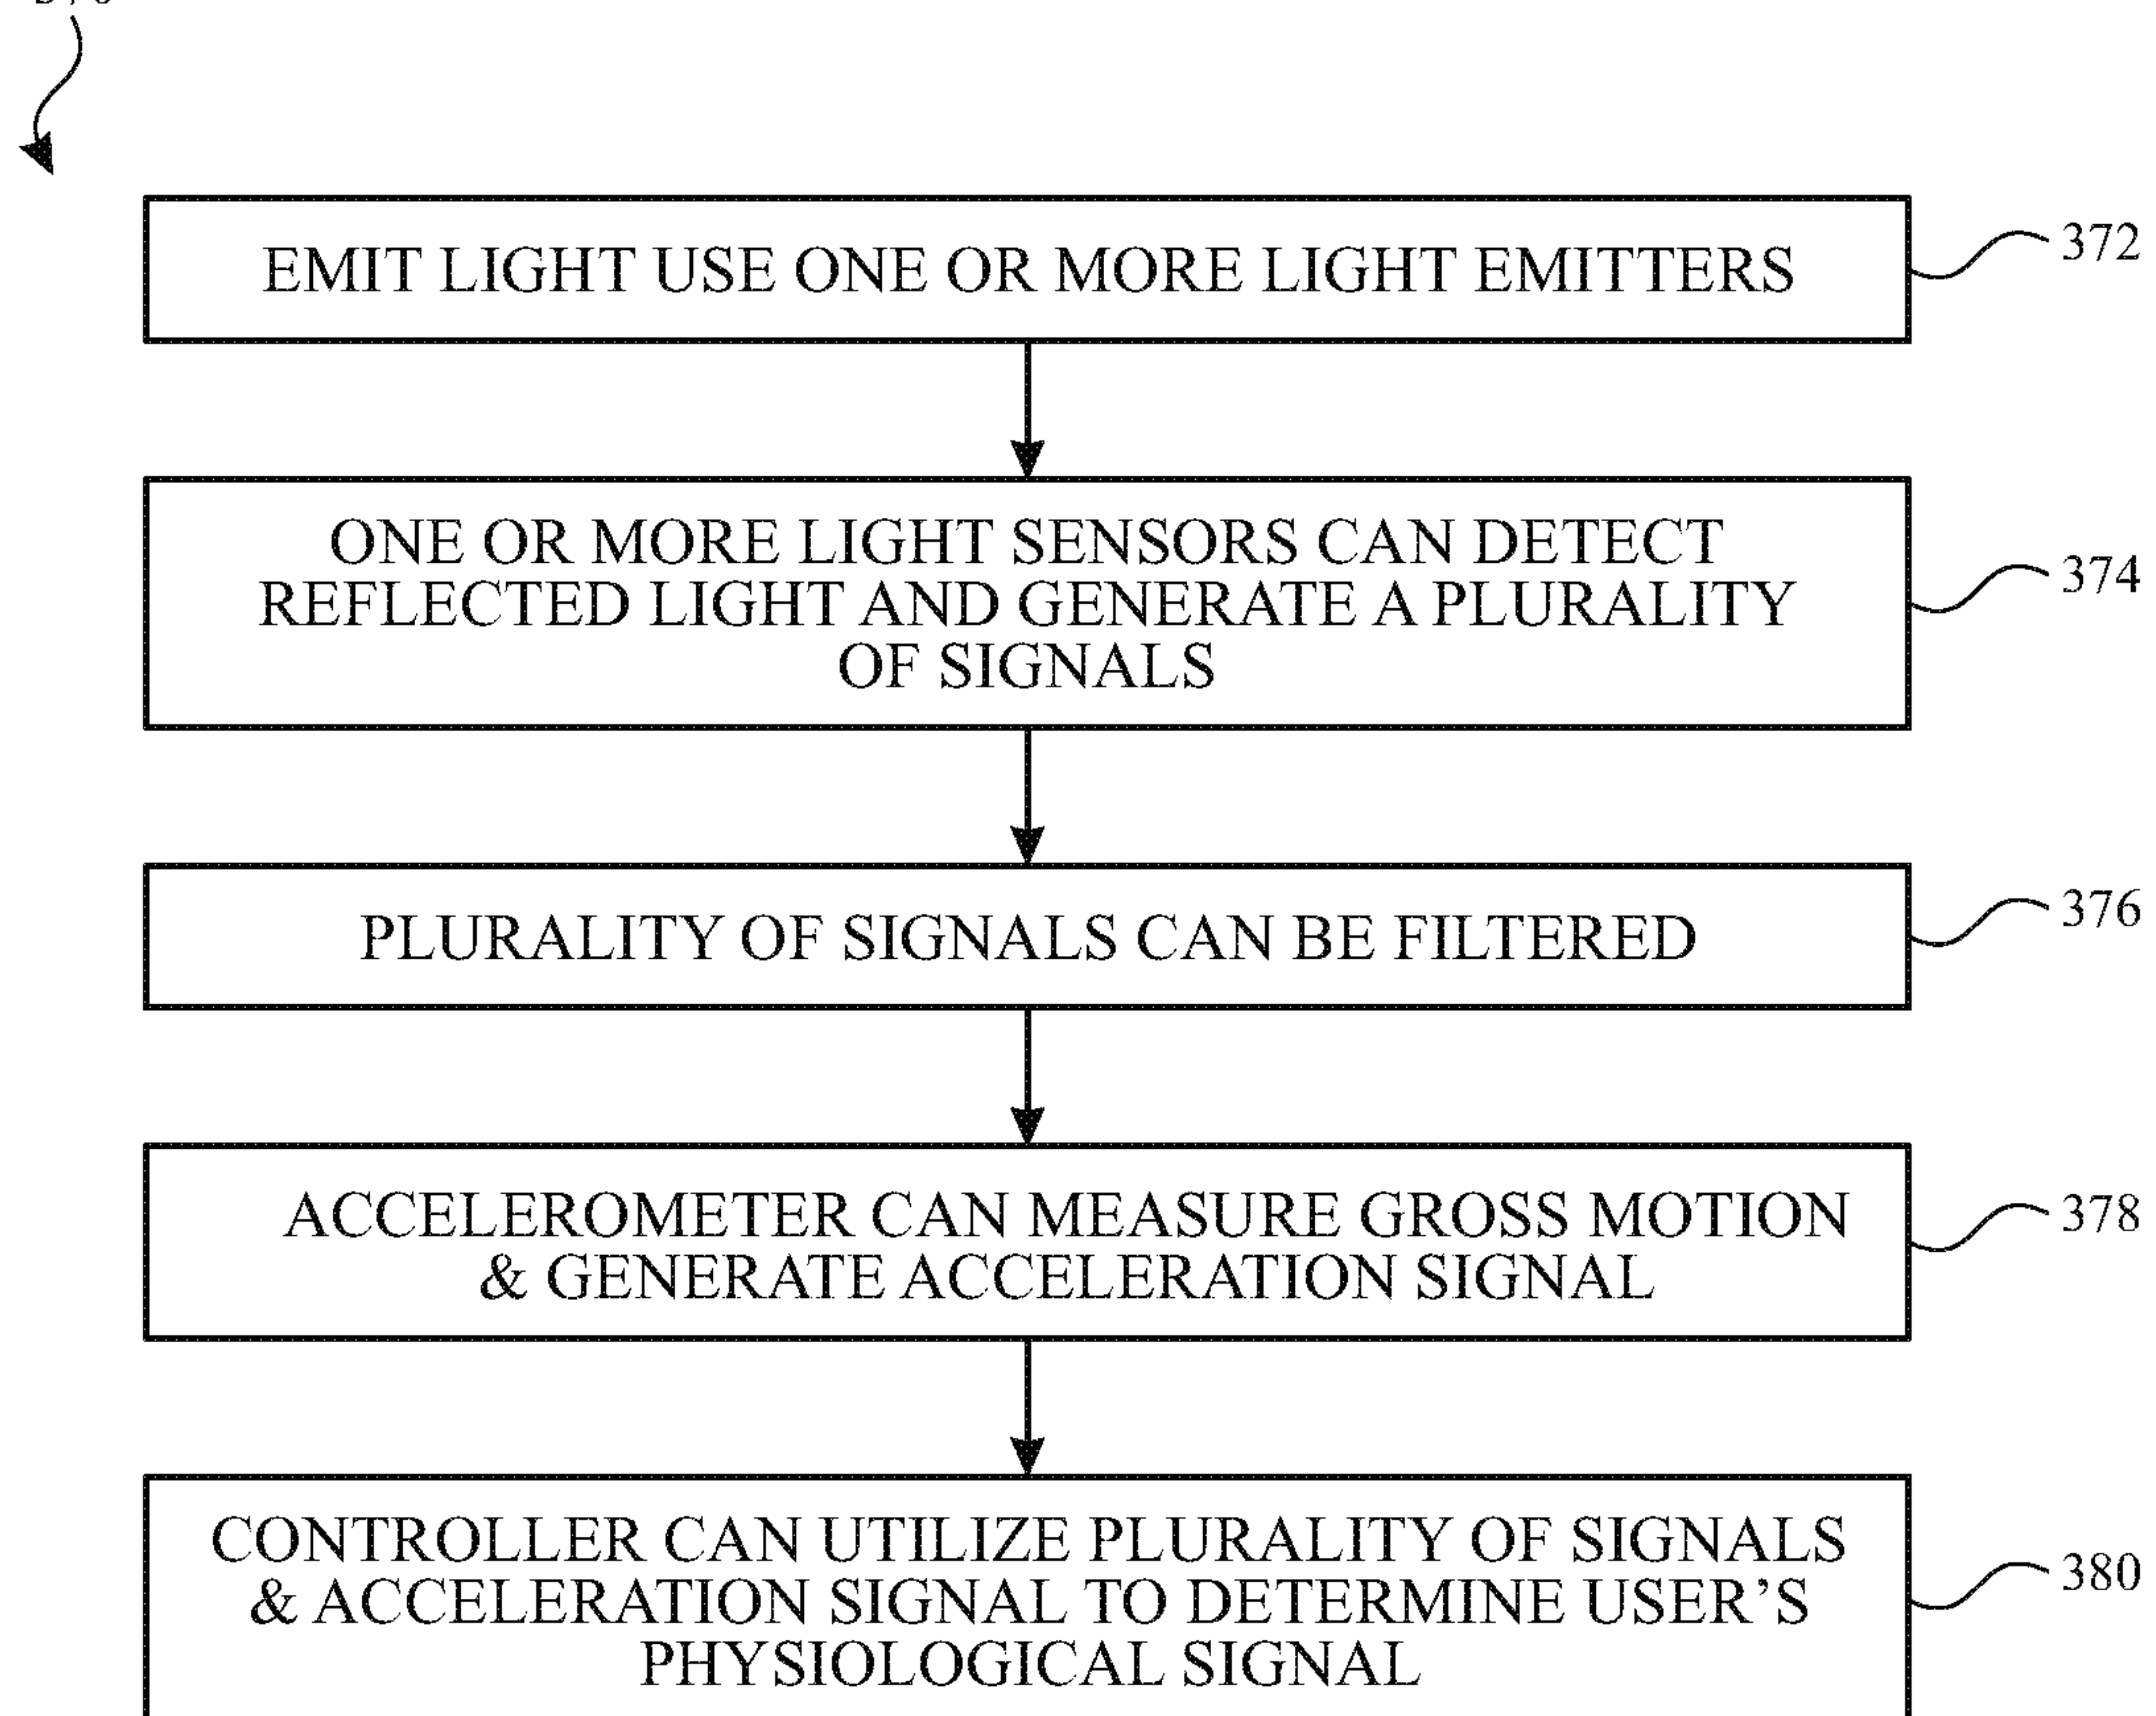 EMIT LIGHT USE ONE OR MORE LIGHT EMITTERS
372
ONE OR MORE LIGHT SENSORS CAN DETECT
REFLECTED LIGHT AND GENERATE A PLURALITY
OF SIGNALS
374
PLURALITY OF SIGNALS CAN BE FILTERED
376
ACCELEROMETER CAN MEASURE GROSS MOTION
& GENERATE ACCELERATION SIGNAL
378
CONTROLLER CAN UTILIZE PLURALITY OF SIGNALS
& ACCELERATION SIGNAL TO DETERMINE USER’S
PHYSIOLOGICAL SIGNAL
380